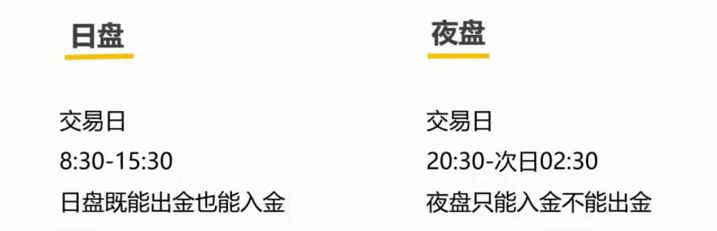 日盘
交易日
8:30-15:30
日盘既能出金也能入金
夜盘
交易日
20:30-次日02:30
夜盘只能入金不能出金